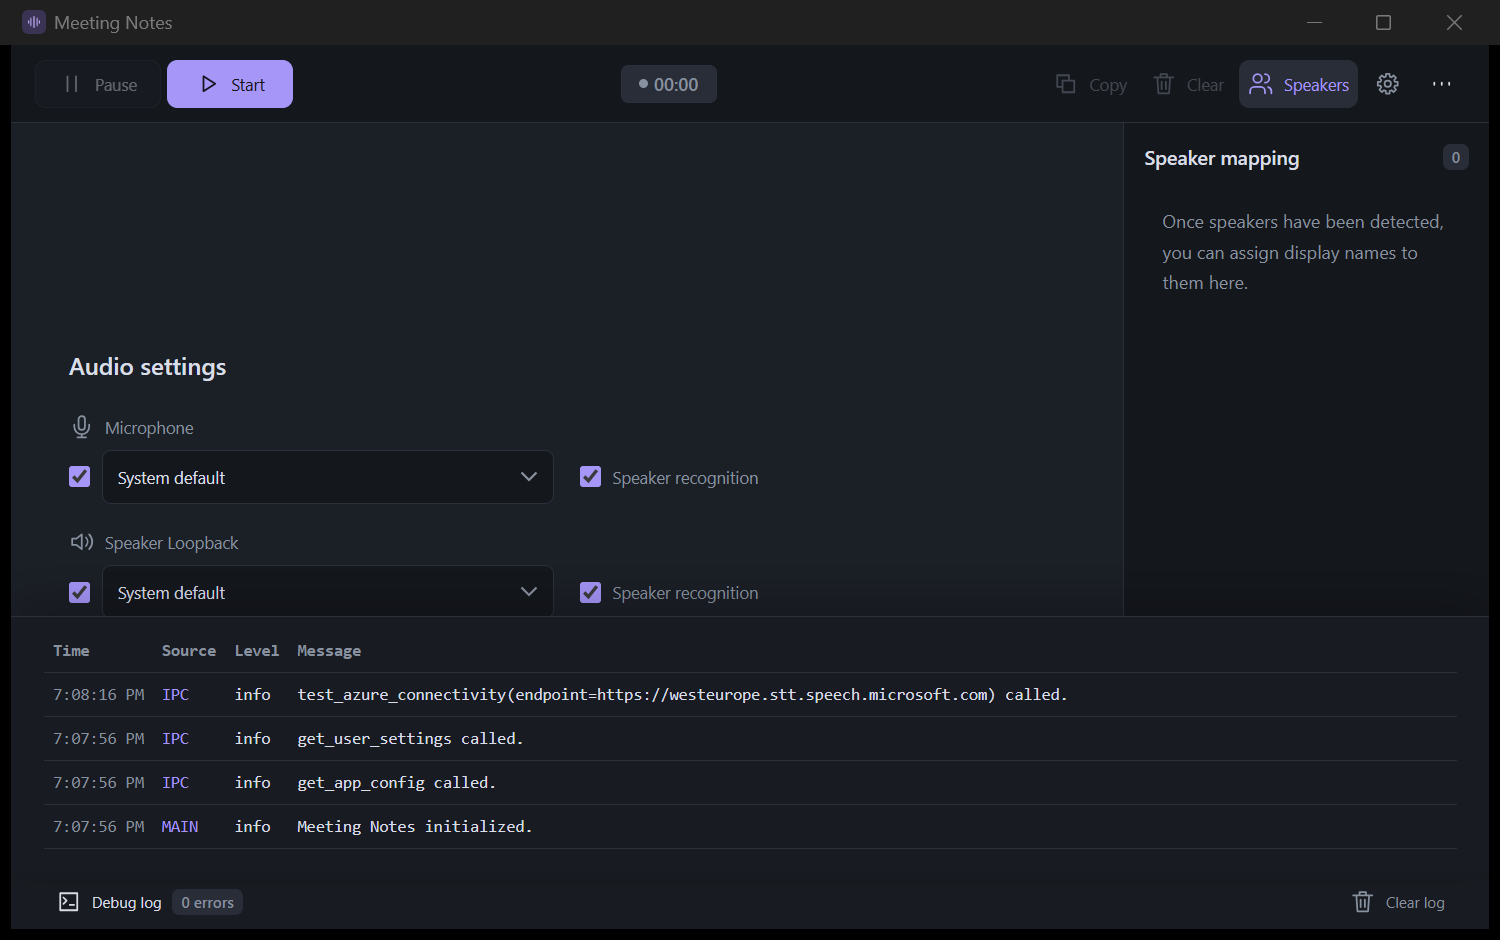 Meeting Notes
Pause
Start
00:00
Copy
Clear
Speakers
Speaker mapping
0
Once speakers have been detected,
you can assign display names to
them here.
Audio settings
Microphone
System default
Speaker recognition
Speaker Loopback
System default
Speaker recognition
Time Source Level Message
7:08:16 PM IPC info test_azure_connectivity(endpoint=https://westeurope.stt.speech.microsoft.com) called.
7:07:56 PM IPC info get_user_settings called.
7:07:56 PM IPC info get_app_config called.
7:07:56 PM MAIN info Meeting Notes initialized.
Debug log
0 errors
Clear log